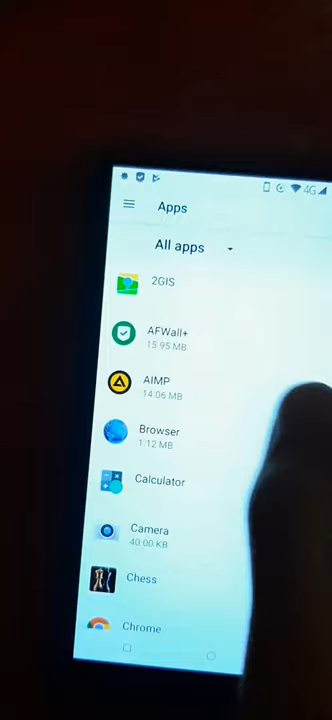 4G
Apps
All apps
2GIS
AFWall+
15.95 MB
AIMP
14.06 MB
Browser
1.12 MB
Calculator
Camera
40.00 KB
Chess
Chrome